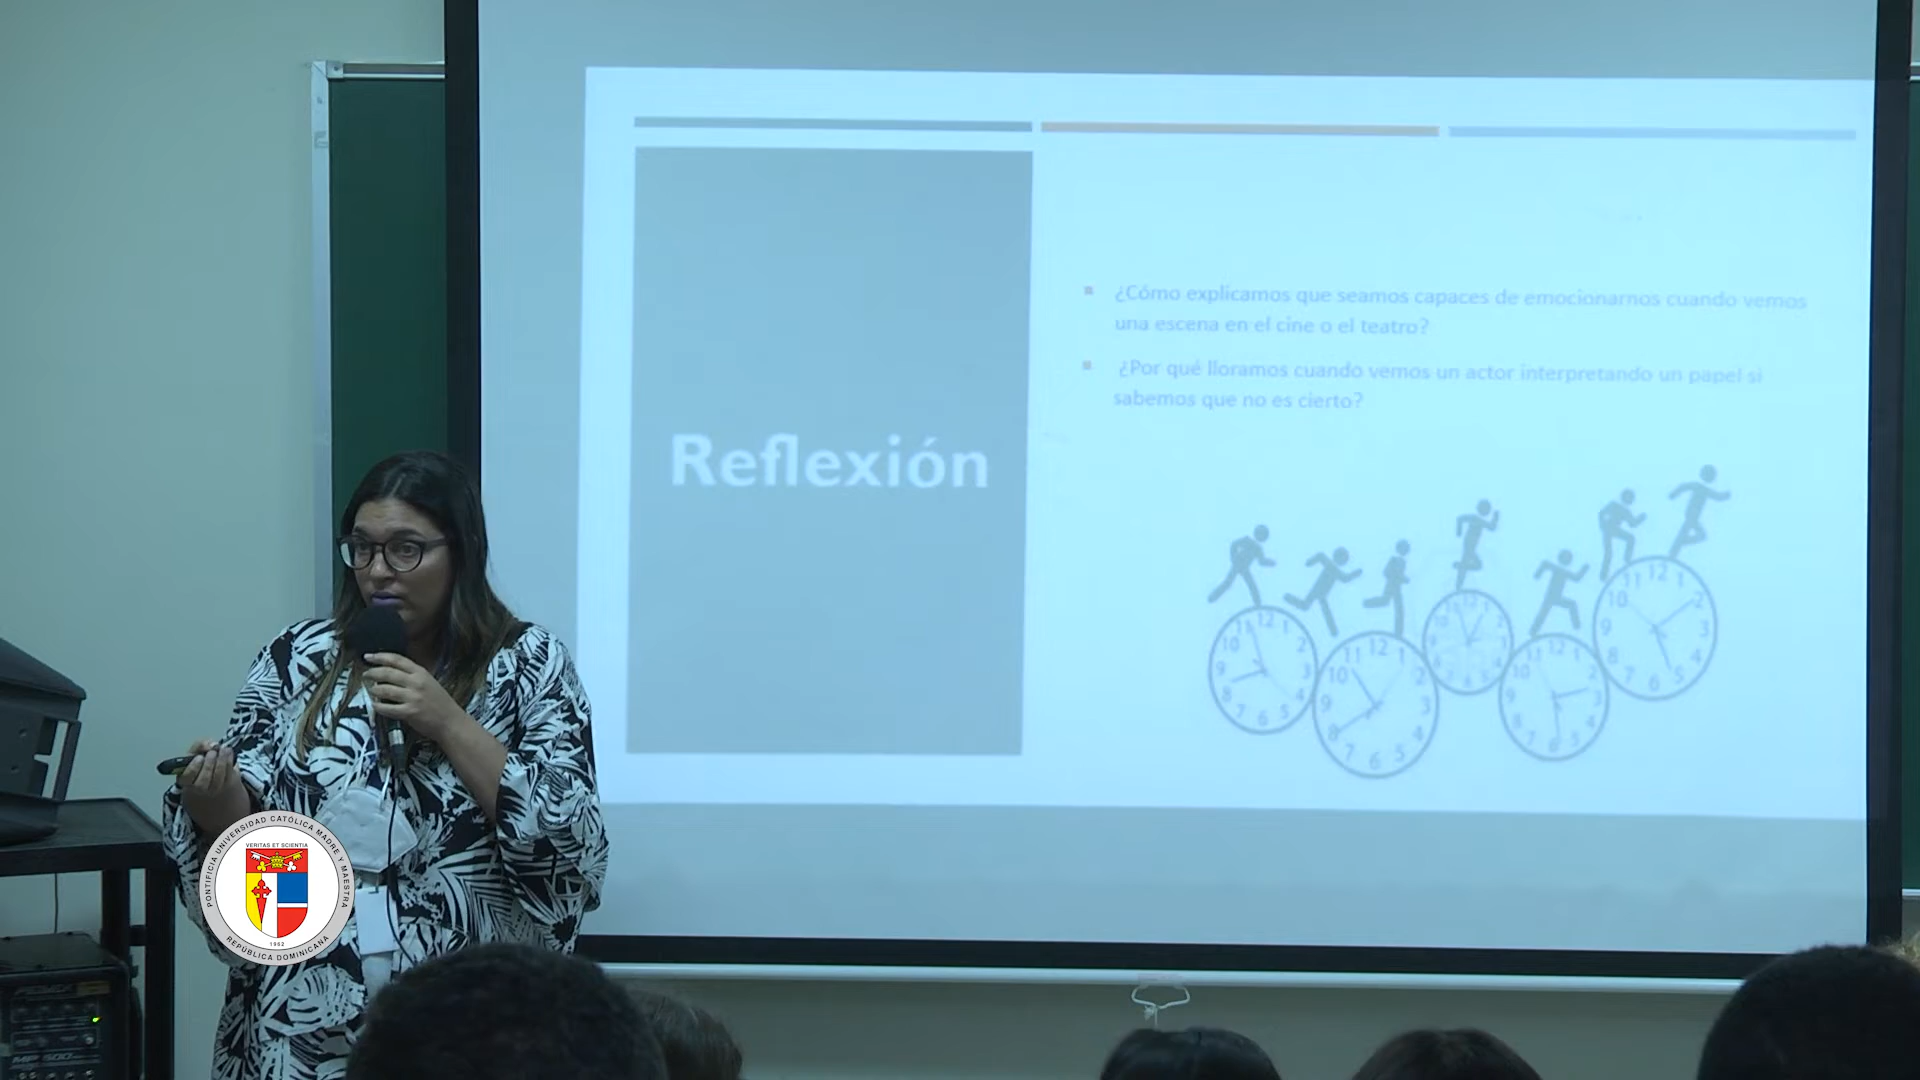 Reflexión
¿Cómo explicamos que seamos capaces de emocionarnos cuando vemos
una escena en el cine o el teatro?
¿Por qué lloramos cuando vemos un actor interpretando un papel si
sabemos que no es cierto?
PONTIFICIA UNIVERSIDAD CATÓLICA MADRE Y MAESTRA
VERITAS ET SCIENTIA
1962
REPÚBLICA DOMINICANA